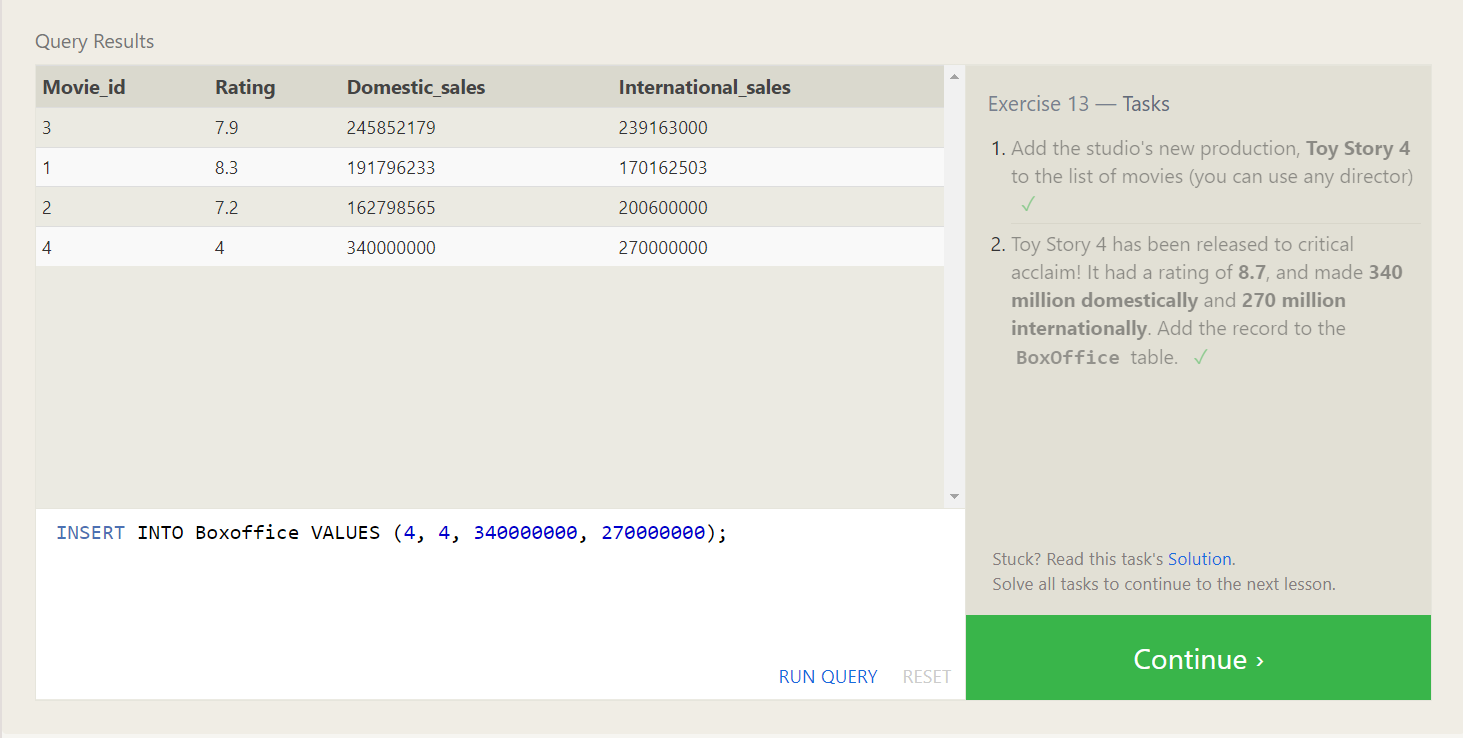 Query Results
Movie_id Rating Domestic_sales International_sales
3 7.9 245852179 239163000
1 8.3 191796233 170162503
2 7.2 162798565 200600000
4 4 340000000 270000000
INSERT INTO Boxoffice VALUES (4, 4, 340000000, 270000000);
RUN QUERY RESET
Exercise 13 — Tasks
1. Add the studio's new production, Toy Story 4
to the list of movies (you can use any director)
✓
2. Toy Story 4 has been released to critical
acclaim! It had a rating of 8.7, and made 340
million domestically and 270 million
internationally. Add the record to the
BoxOffice table. ✓
Stuck? Read this task's Solution.
Solve all tasks to continue to the next lesson.
Continue ›